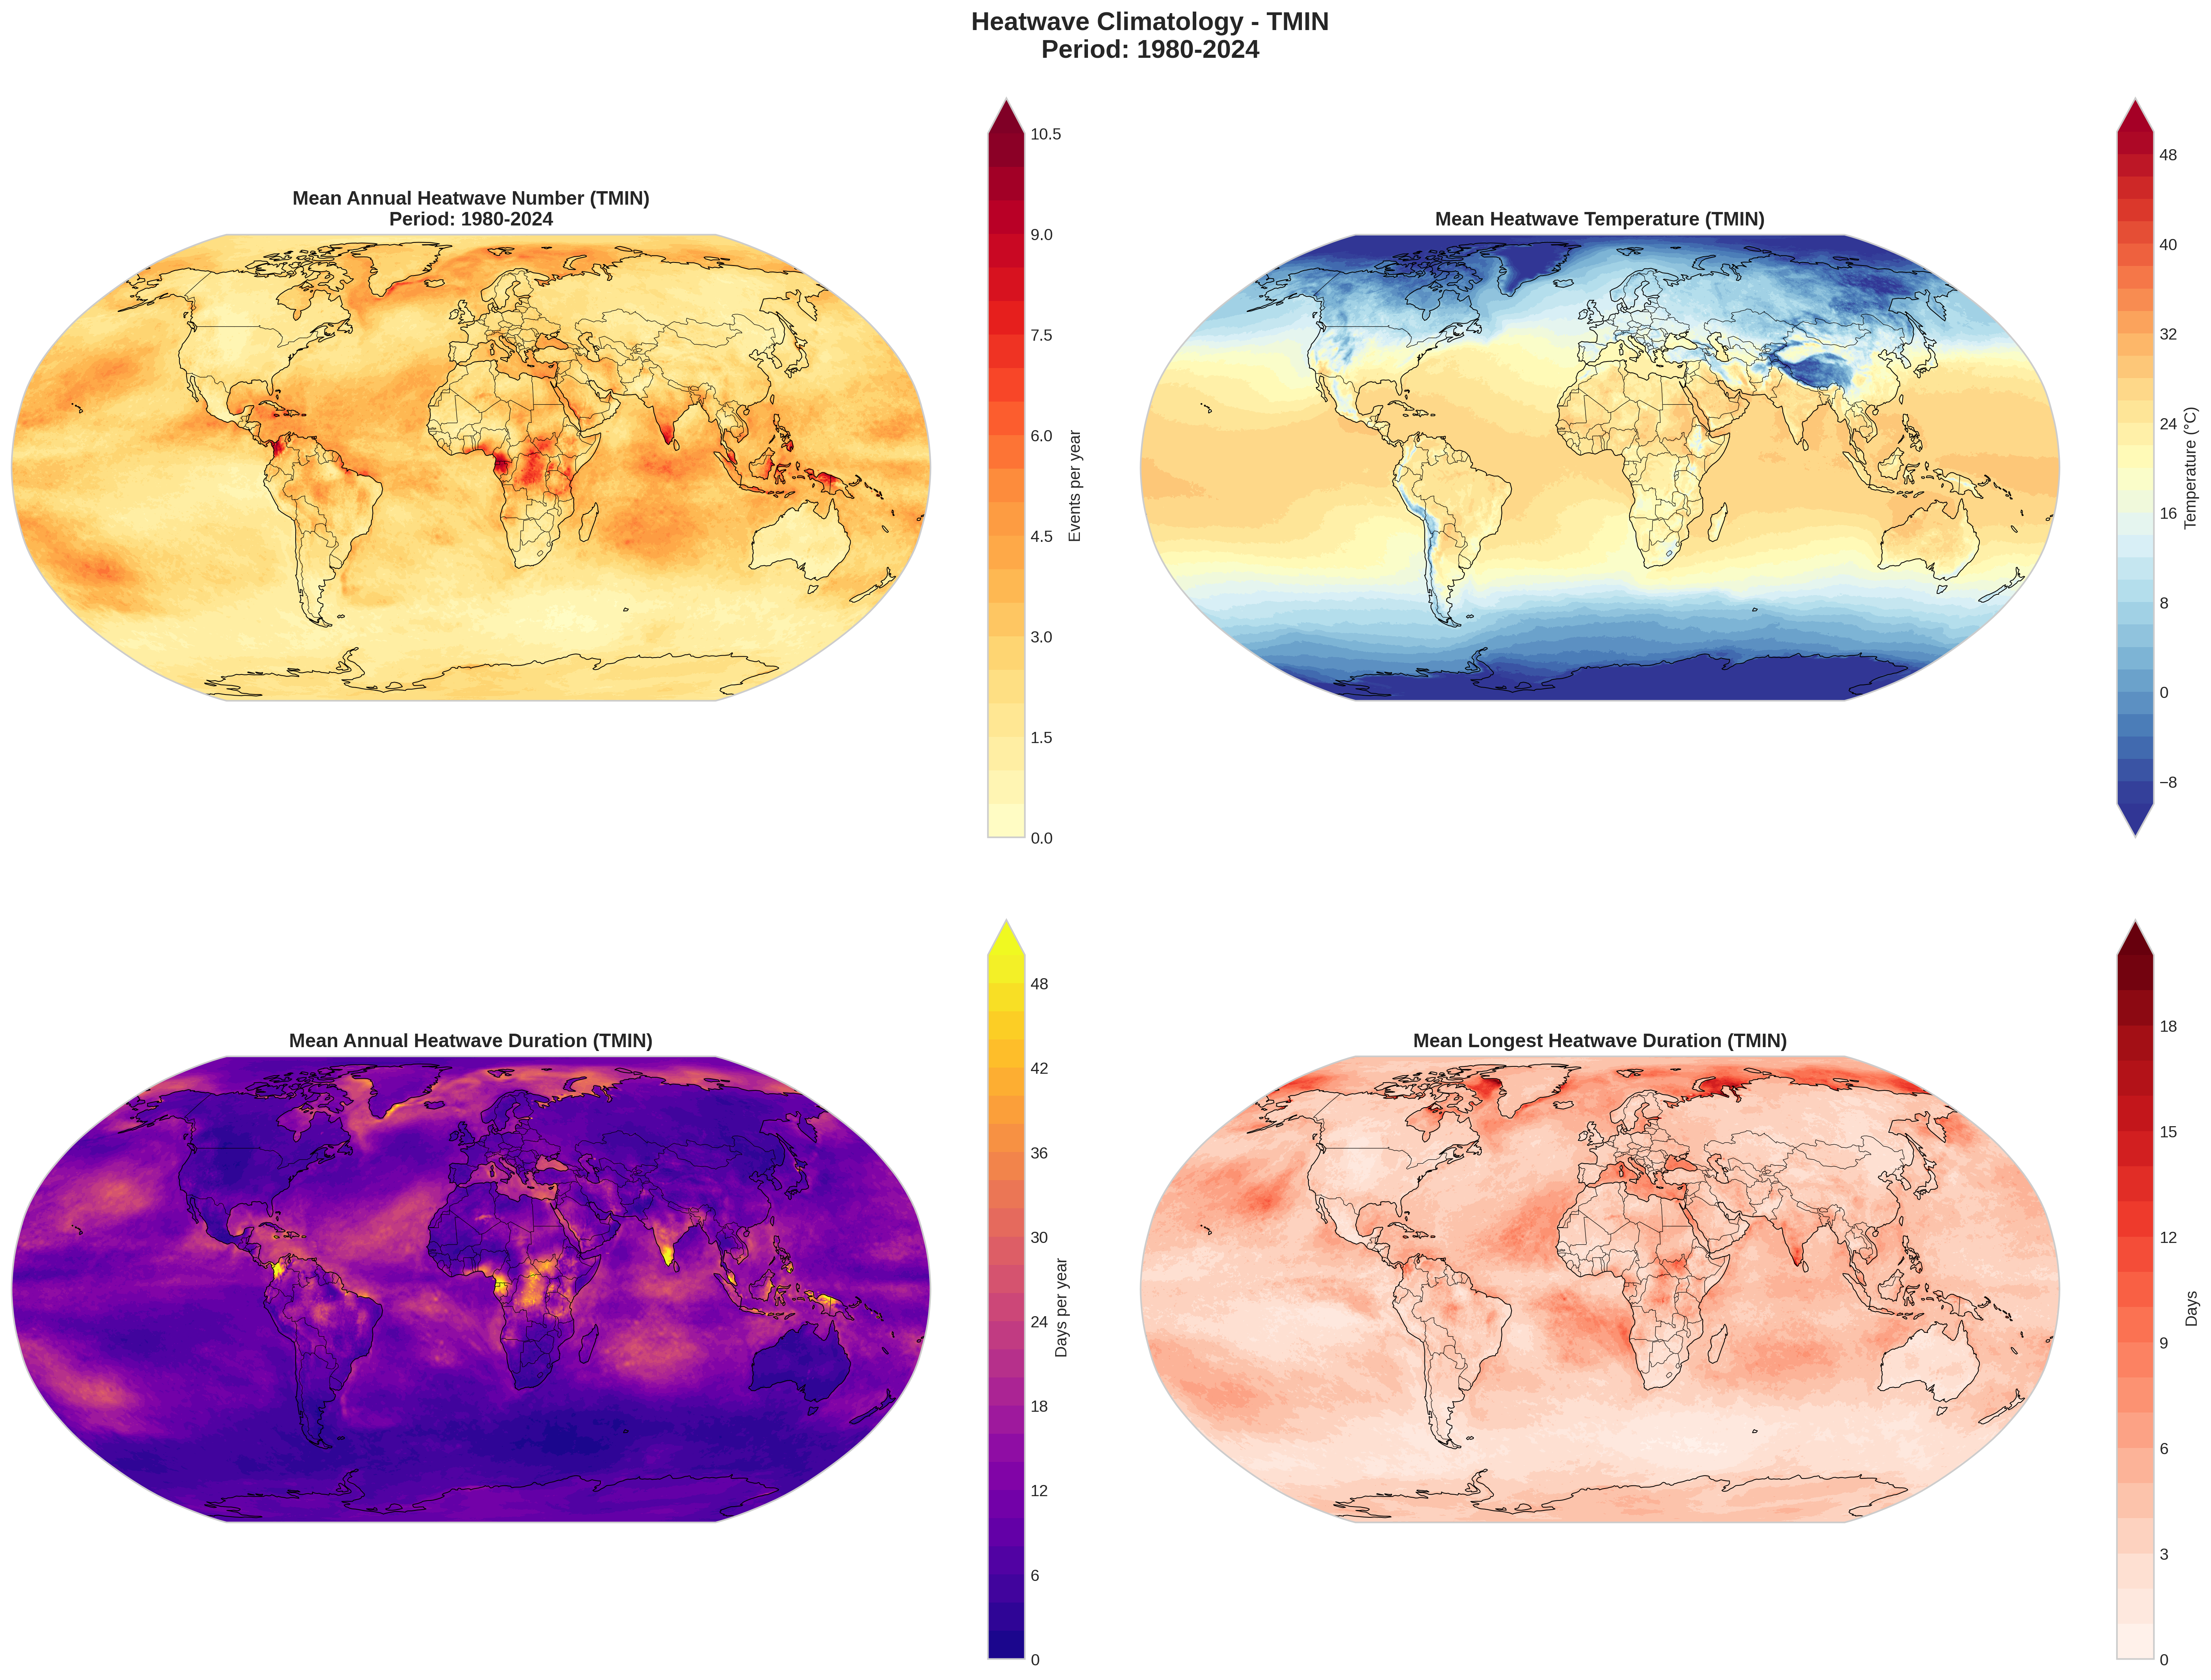 Heatwave Climatology - TMIN
Period: 1980-2024
Mean Annual Heatwave Number (TMIN)
Period: 1980-2024
10.5
9.0
7.5
6.0
4.5
3.0
1.5
0.0
Events per year
Mean Heatwave Temperature (TMIN)
48
40
32
24
16
8
0
−8
Temperature (°C)
Mean Annual Heatwave Duration (TMIN)
48
42
36
30
24
18
12
6
0
Days per year
Mean Longest Heatwave Duration (TMIN)
18
15
12
9
6
3
0
Days